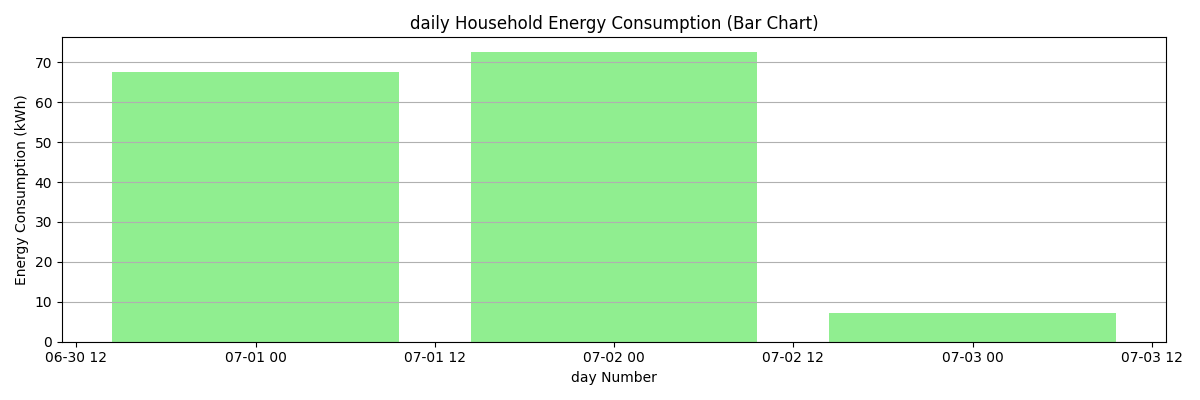 daily Household Energy Consumption (Bar Chart)
Energy Consumption (kWh)
70
60
50
40
30
20
10
0
06-30 12 07-01 00 07-01 12 07-02 00 07-02 12 07-03 00 07-03 12
day Number